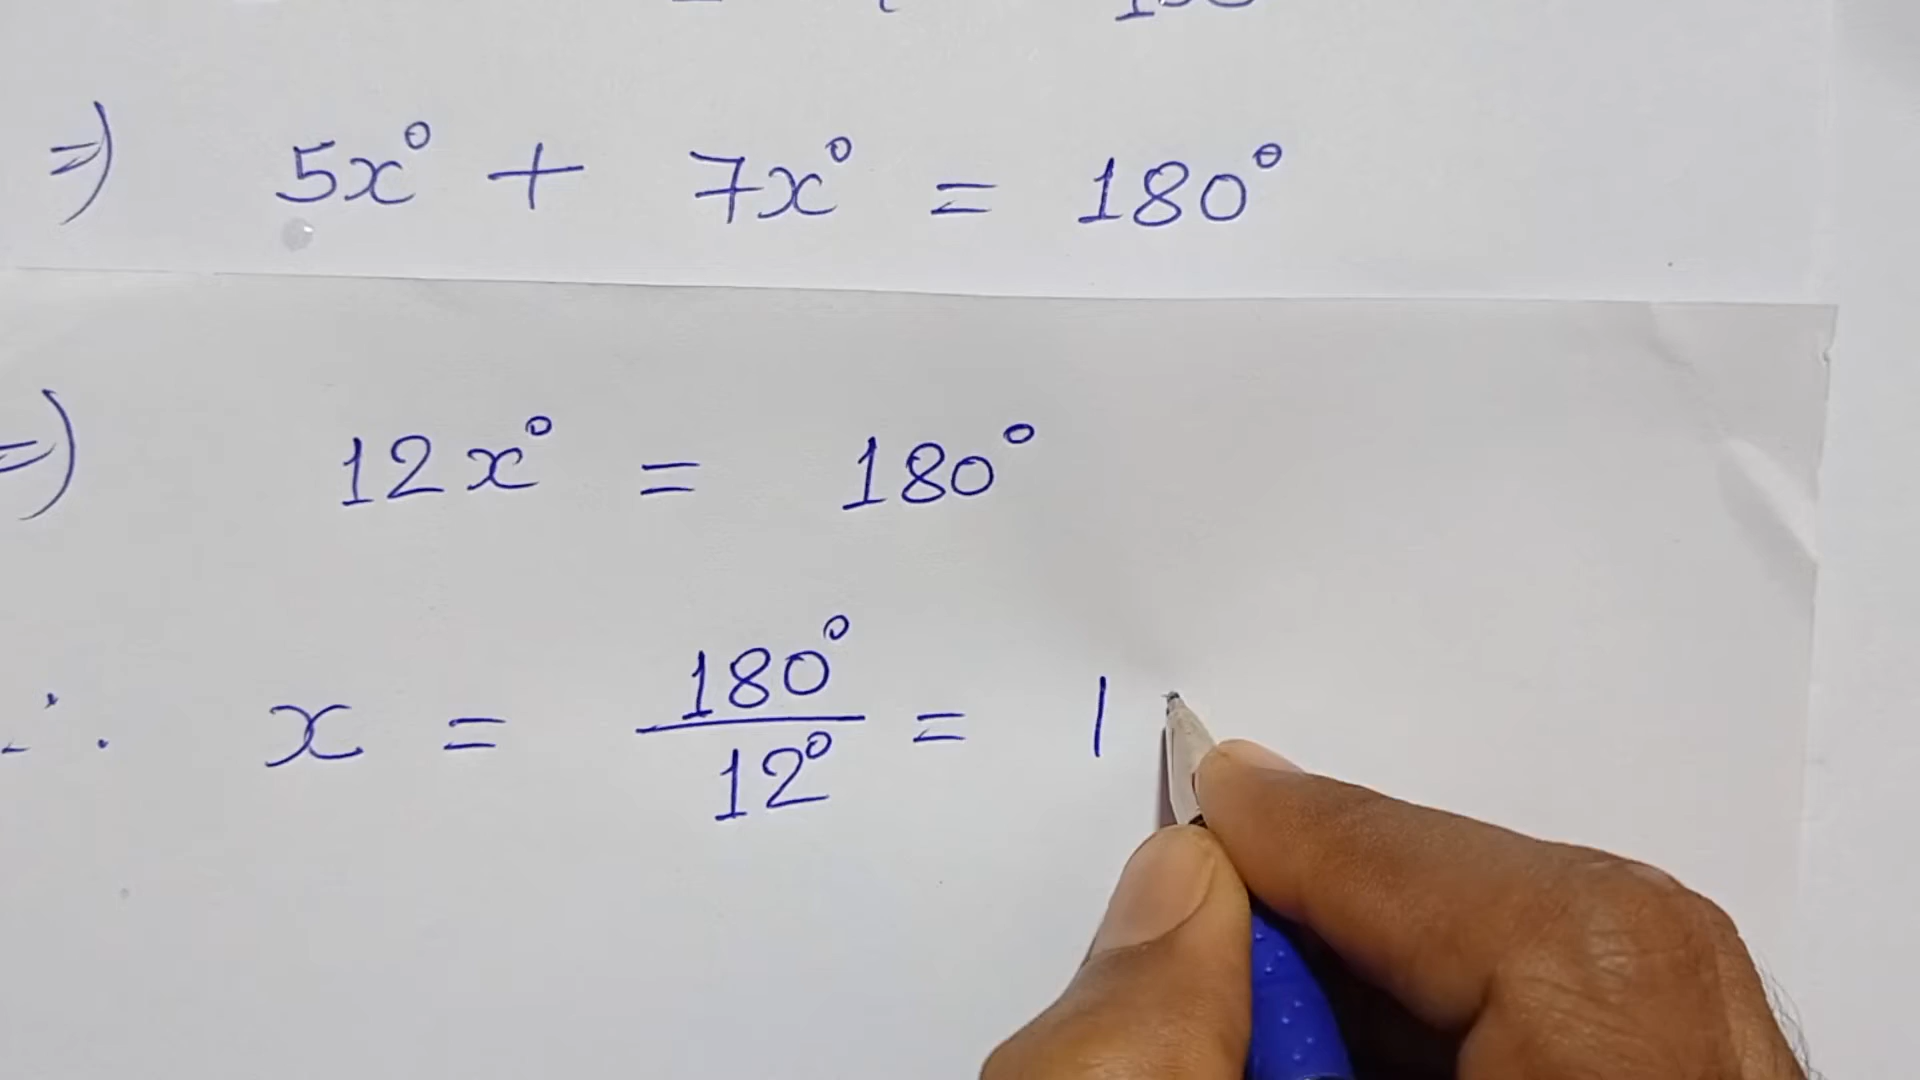 =) 5x° + 7x° = 180°
=) 12x° = 180°
∴ x = 180°/12° = 1